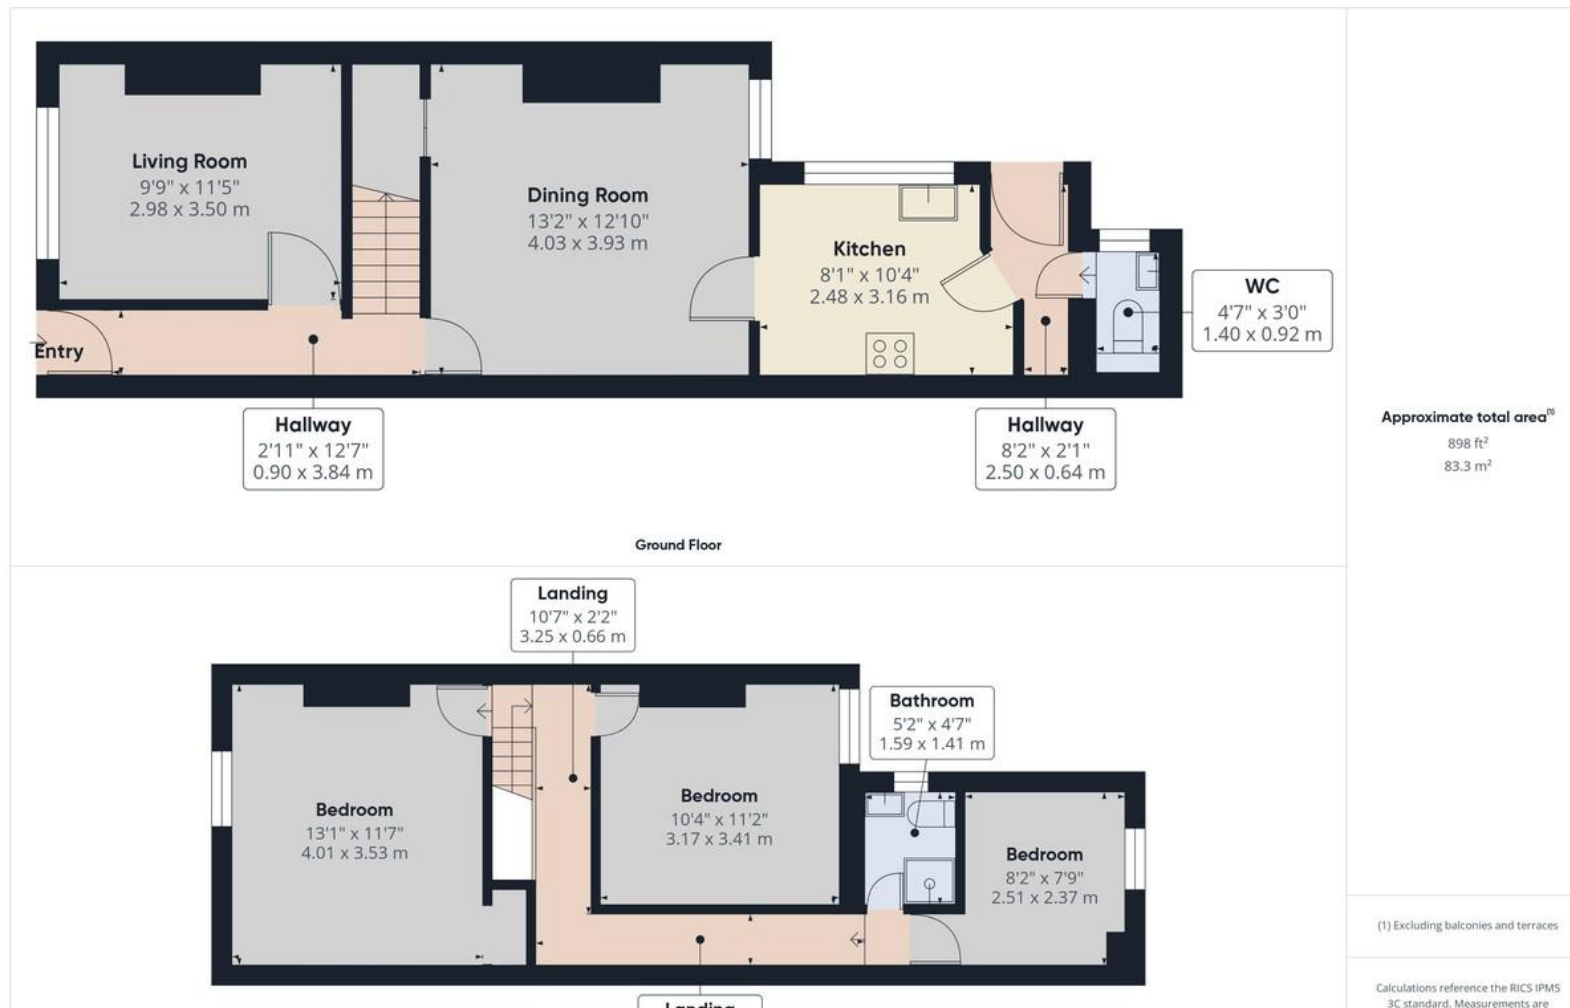 Living Room
9'9" x 11'5"
2.98 x 3.50 m
Dining Room
13'2" x 12'10"
4.03 x 3.93 m
Kitchen
8'1" x 10'4"
2.48 x 3.16 m
WC
4'7" x 3'0"
1.40 x 0.92 m
Entry
Hallway
2'11" x 12'7"
0.90 x 3.84 m
Hallway
8'2" x 2'1"
2.50 x 0.64 m
Ground Floor
Approximate total area⁽¹⁾
898 ft²
83.3 m²
Landing
10'7" x 2'2"
3.25 x 0.66 m
Bathroom
5'2" x 4'7"
1.59 x 1.41 m
Bedroom
13'1" x 11'7"
4.01 x 3.53 m
Bedroom
10'4" x 11'2"
3.17 x 3.41 m
Bedroom
8'2" x 7'9"
2.51 x 2.37 m
Landing
(1) Excluding balconies and terraces
Calculations reference the RICS IPMS
3C standard. Measurements are